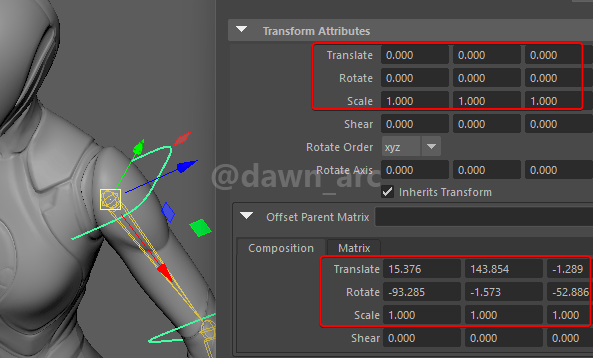 Transform Attributes
Translate 0.000 0.000 0.000
Rotate 0.000 0.000 0.000
Scale 1.000 1.000 1.000
Shear 0.000 0.000 0.000
Rotate Order xyz
Rotate Axis 0.000 0.000 0.000
@dawn_arc
Inherits Transform
Offset Parent Matrix
Composition Matrix
Translate 15.376 143.854 -1.289
Rotate -93.285 -1.573 -52.886
Scale 1.000 1.000 1.000
Shear 0.000 0.000 0.000